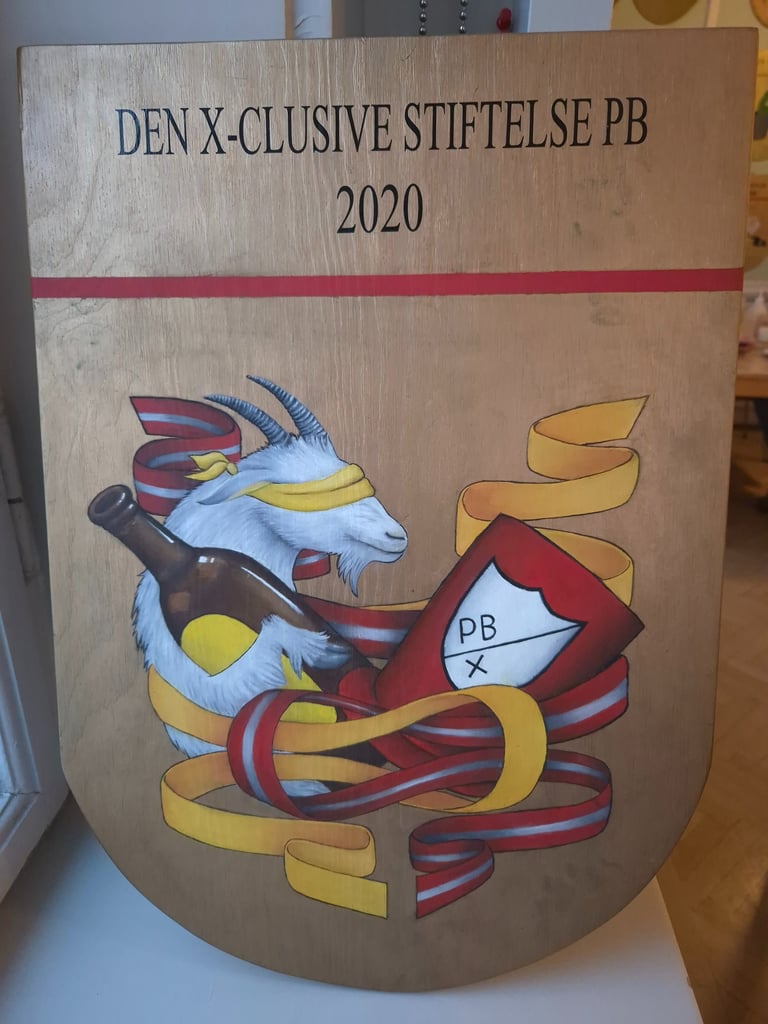 DEN X-CLUSIVE STIFTELSE PB
2020
PB
X